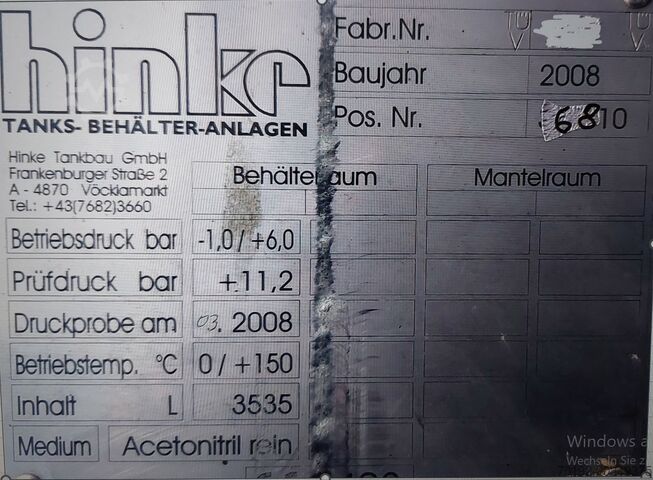 hinke
TANKS- BEHÄLTER-ANLAGEN
Hinke Tankbau GmbH
Frankenburger Straße 2
A - 4870 Vöcklamarkt
Tel.: +43(7682)3660
Fabr.Nr.
Baujahr 2008
Pos. Nr. 6810
Behälterraum Mantelraum
Betriebsdruck bar -1,0/+6,0
Prüfdruck bar +11,2
Druckprobe am 03. 2008
Betriebstemp. °C 0/+150
Inhalt L 3535
Medium Acetonitril rein
Windows a
Wechseln Sie z